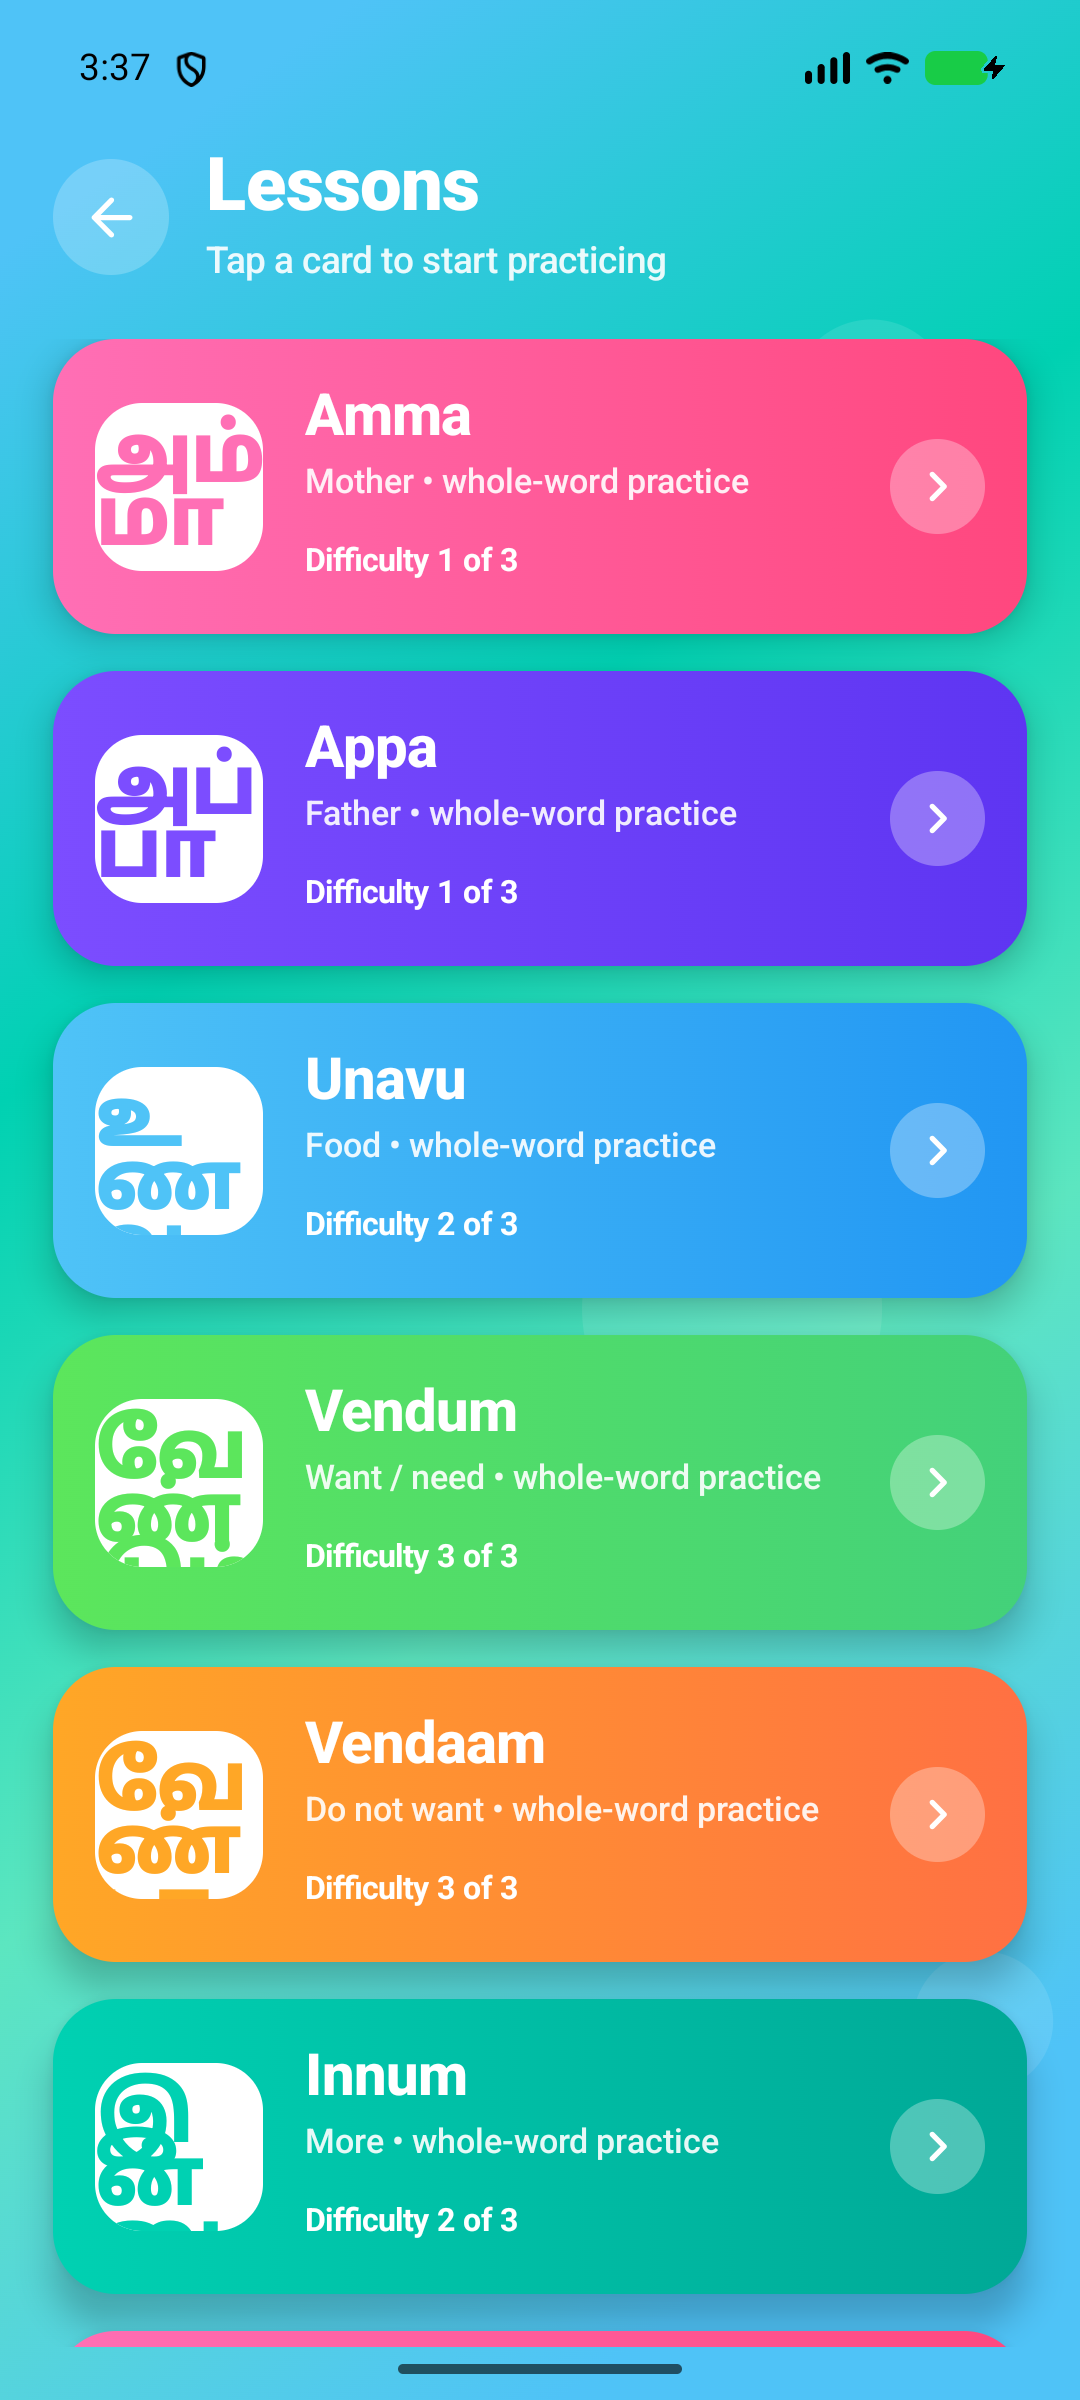 3:37
Lessons
Tap a card to start practicing
அம்
மா
Amma
Mother • whole-word practice
Difficulty 1 of 3
அப்
பா
Appa
Father • whole-word practice
Difficulty 1 of 3
உ
ண
Unavu
Food • whole-word practice
Difficulty 2 of 3
வே
ண்
Vendum
Want / need • whole-word practice
Difficulty 3 of 3
வே
ண்
Vendaam
Do not want • whole-word practice
Difficulty 3 of 3
இ
ன்
Innum
More • whole-word practice
Difficulty 2 of 3